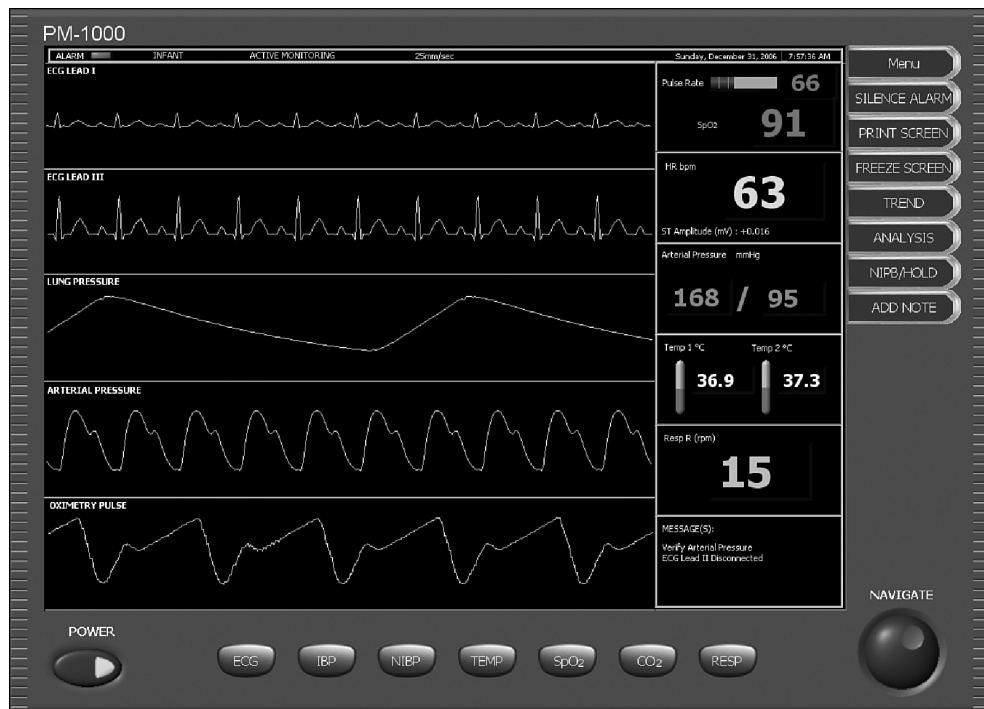 PM-1000
ALARM INFANT ACTIVE MONITORING 25mm/sec Sunday, December 31, 2006 7:57:36 AM
ECG LEAD I
ECG LEAD III
LUNG PRESSURE
ARTERIAL PRESSURE
OXIMETRY PULSE
Pulse Rate 66
SpO2 91
HR bpm
63
ST Amplitude (mV) : +0.016
Arterial Pressure mmHg
168 / 95
Temp 1 °C Temp 2 °C
36.9 37.3
Resp R (rpm)
15
MESSAGE(S):
Verify Arterial Pressure
ECG Lead II Disconnected
Menu
SILENCE ALARM
PRINT SCREEN
FREEZE SCREEN
TREND
ANALYSIS
NIPB/HOLD
ADD NOTE
NAVIGATE
POWER
ECG IBP NIBP TEMP SpO2 CO2 RESP